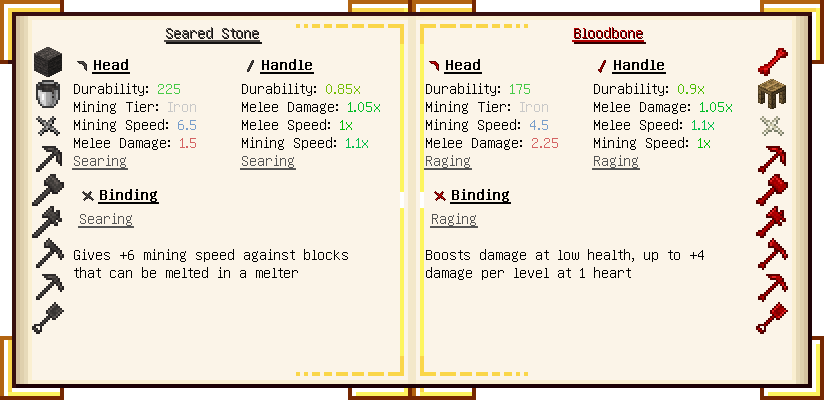 Seared Stone
Head
Durability: 225
Mining Tier: Iron
Mining Speed: 6.5
Melee Damage: 1.5
Searing
Handle
Durability: 0.85x
Melee Damage: 1.05x
Melee Speed: 1x
Mining Speed: 1.1x
Searing
Binding
Searing
Gives +6 mining speed against blocks
that can be melted in a melter
Bloodbone
Head
Durability: 175
Mining Tier: Iron
Mining Speed: 4.5
Melee Damage: 2.25
Raging
Handle
Durability: 0.9x
Melee Damage: 1.05x
Melee Speed: 1.1x
Mining Speed: 1x
Raging
Binding
Raging
Boosts damage at low health, up to +4
damage per level at 1 heart